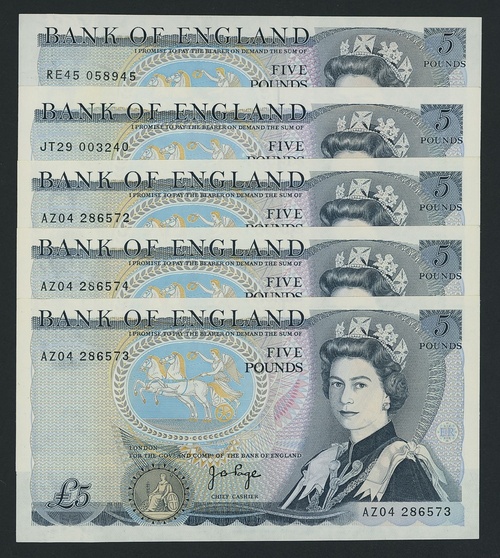 BANK OF ENGLAND
I PROMISE TO PAY THE BEARER ON DEMAND THE SUM OF
5
POUNDS
RE45 058945
FIVE
POUNDS
BANK OF ENGLAND
I PROMISE TO PAY THE BEARER ON DEMAND THE SUM OF
5
POUNDS
JT29 003240
FIVE
POUNDS
BANK OF ENGLAND
I PROMISE TO PAY THE BEARER ON DEMAND THE SUM OF
5
POUNDS
AZ04 286572
FIVE
POUNDS
BANK OF ENGLAND
I PROMISE TO PAY THE BEARER ON DEMAND THE SUM OF
5
POUNDS
AZ04 286574
FIVE
POUNDS
BANK OF ENGLAND
I PROMISE TO PAY THE BEARER ON DEMAND THE SUM OF
5
POUNDS
AZ04 286573
FIVE
POUNDS
LONDON
FOR THE GOV: AND COMP: OF THE BANK OF ENGLAND
CHIEF CASHIER
£5
AZ04 286573